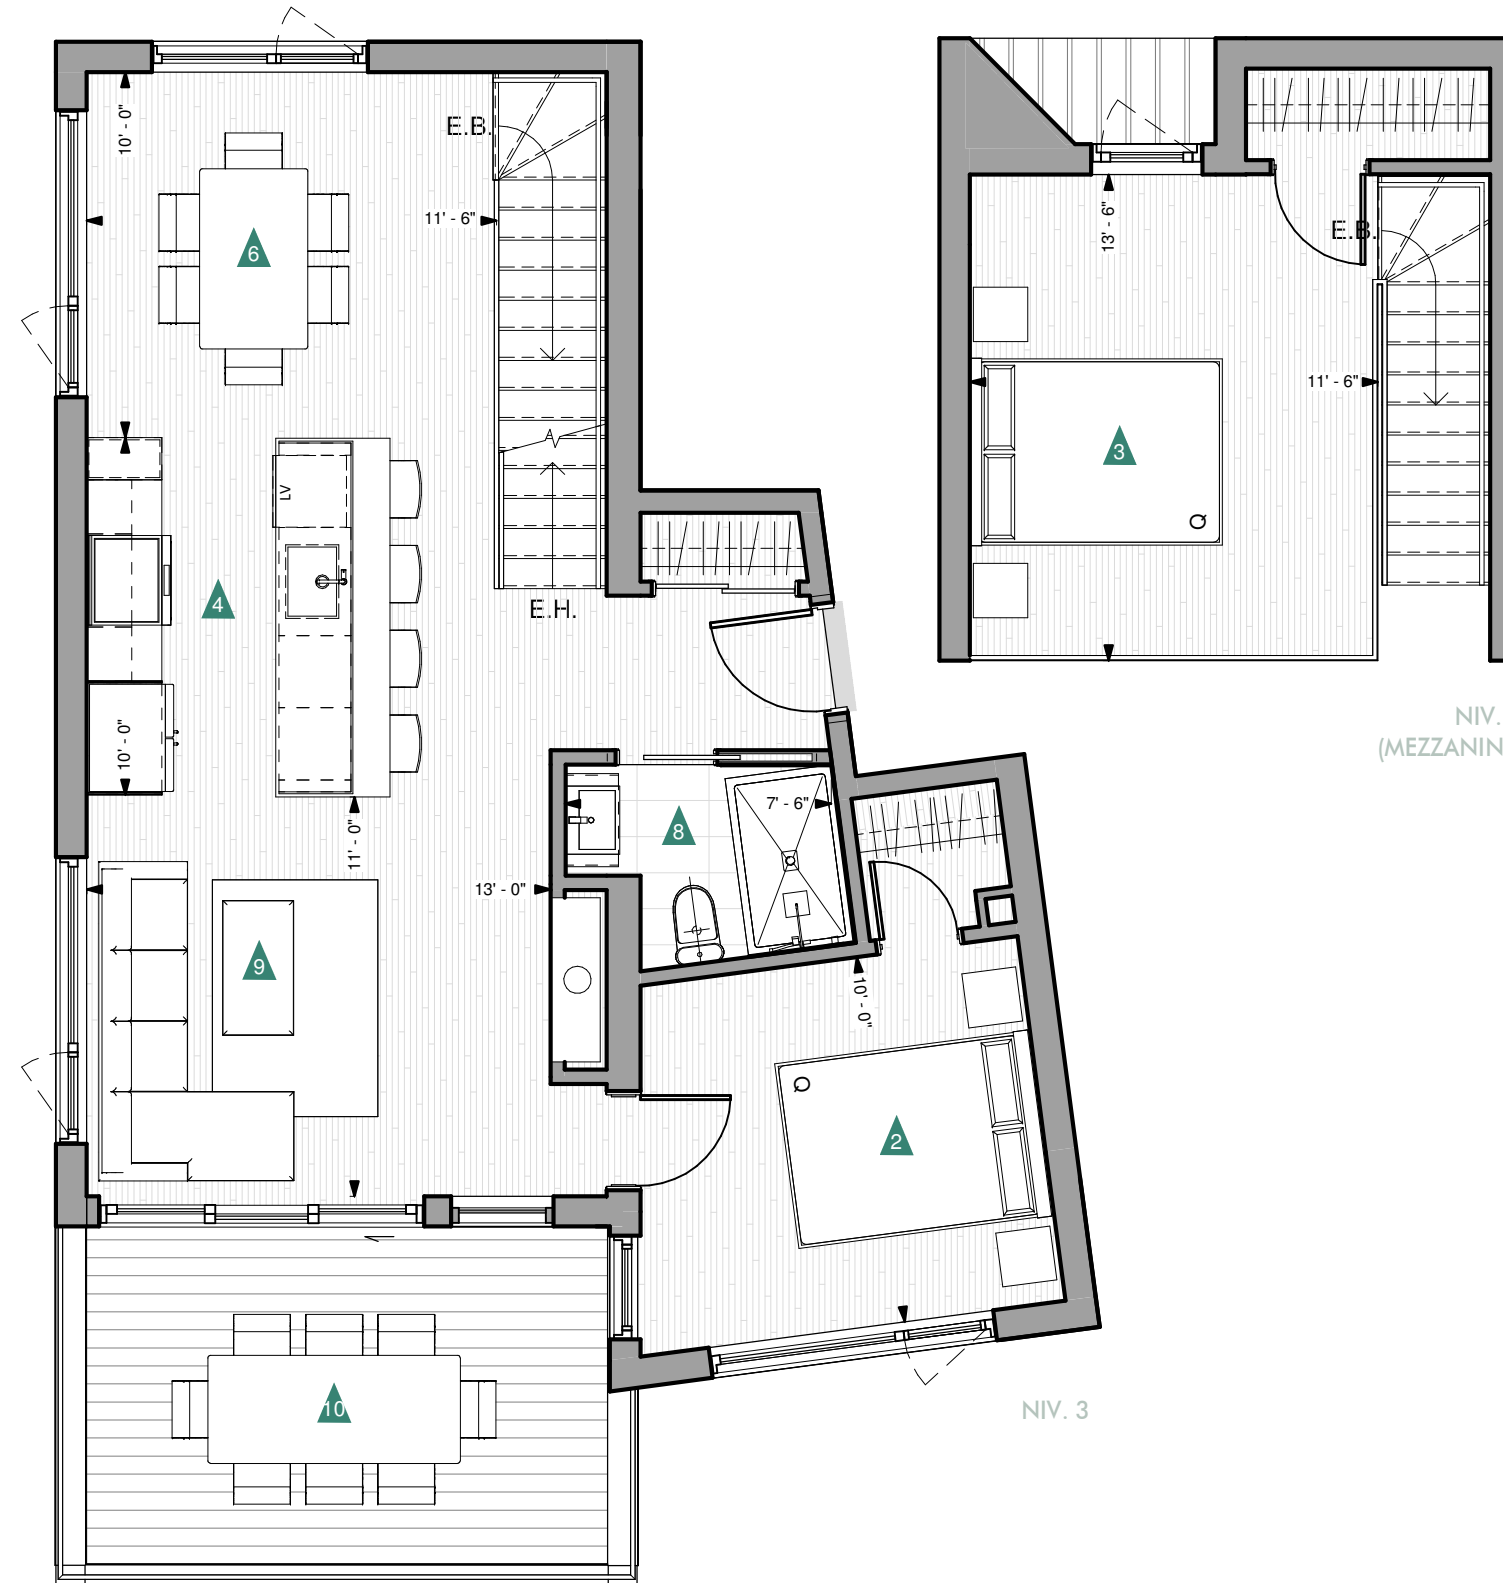 10' - 0"
E.B.
11' - 6"
6
LV
4
E.H.
10' - 0"
11' - 0"
7' - 6"
8
13' - 0"
9
10' - 0"
Q
2
10
NIV. 3
13' - 6"
E.B.
11' - 6"
3
Q
NIV.
(MEZZANIN